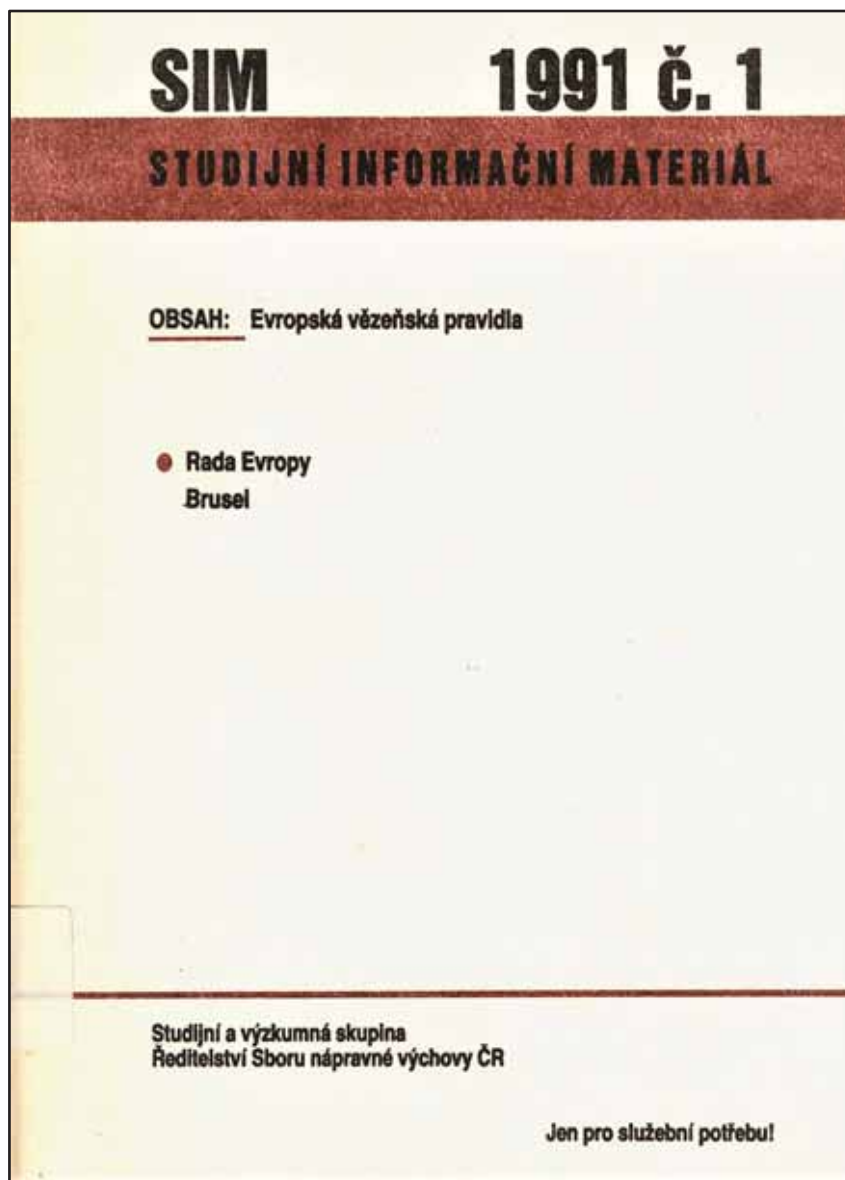 SIM 1991 č. 1
STUDIJNÍ INFORMAČNÍ MATERIÁL
OBSAH: Evropská vězeňská pravidla
● Rada Evropy
Brusel
Studijní a výzkumná skupina
Ředitelství Sboru nápravné výchovy ČR
Jen pro služební potřebu!